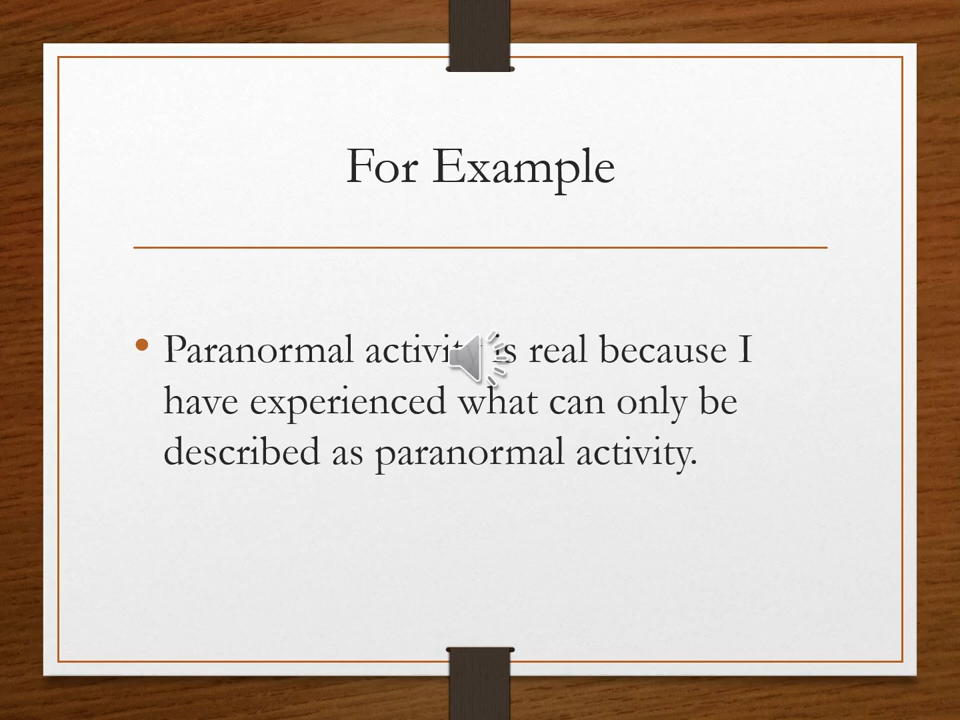 For Example
• Paranormal activity is real because I
have experienced what can only be
described as paranormal activity.